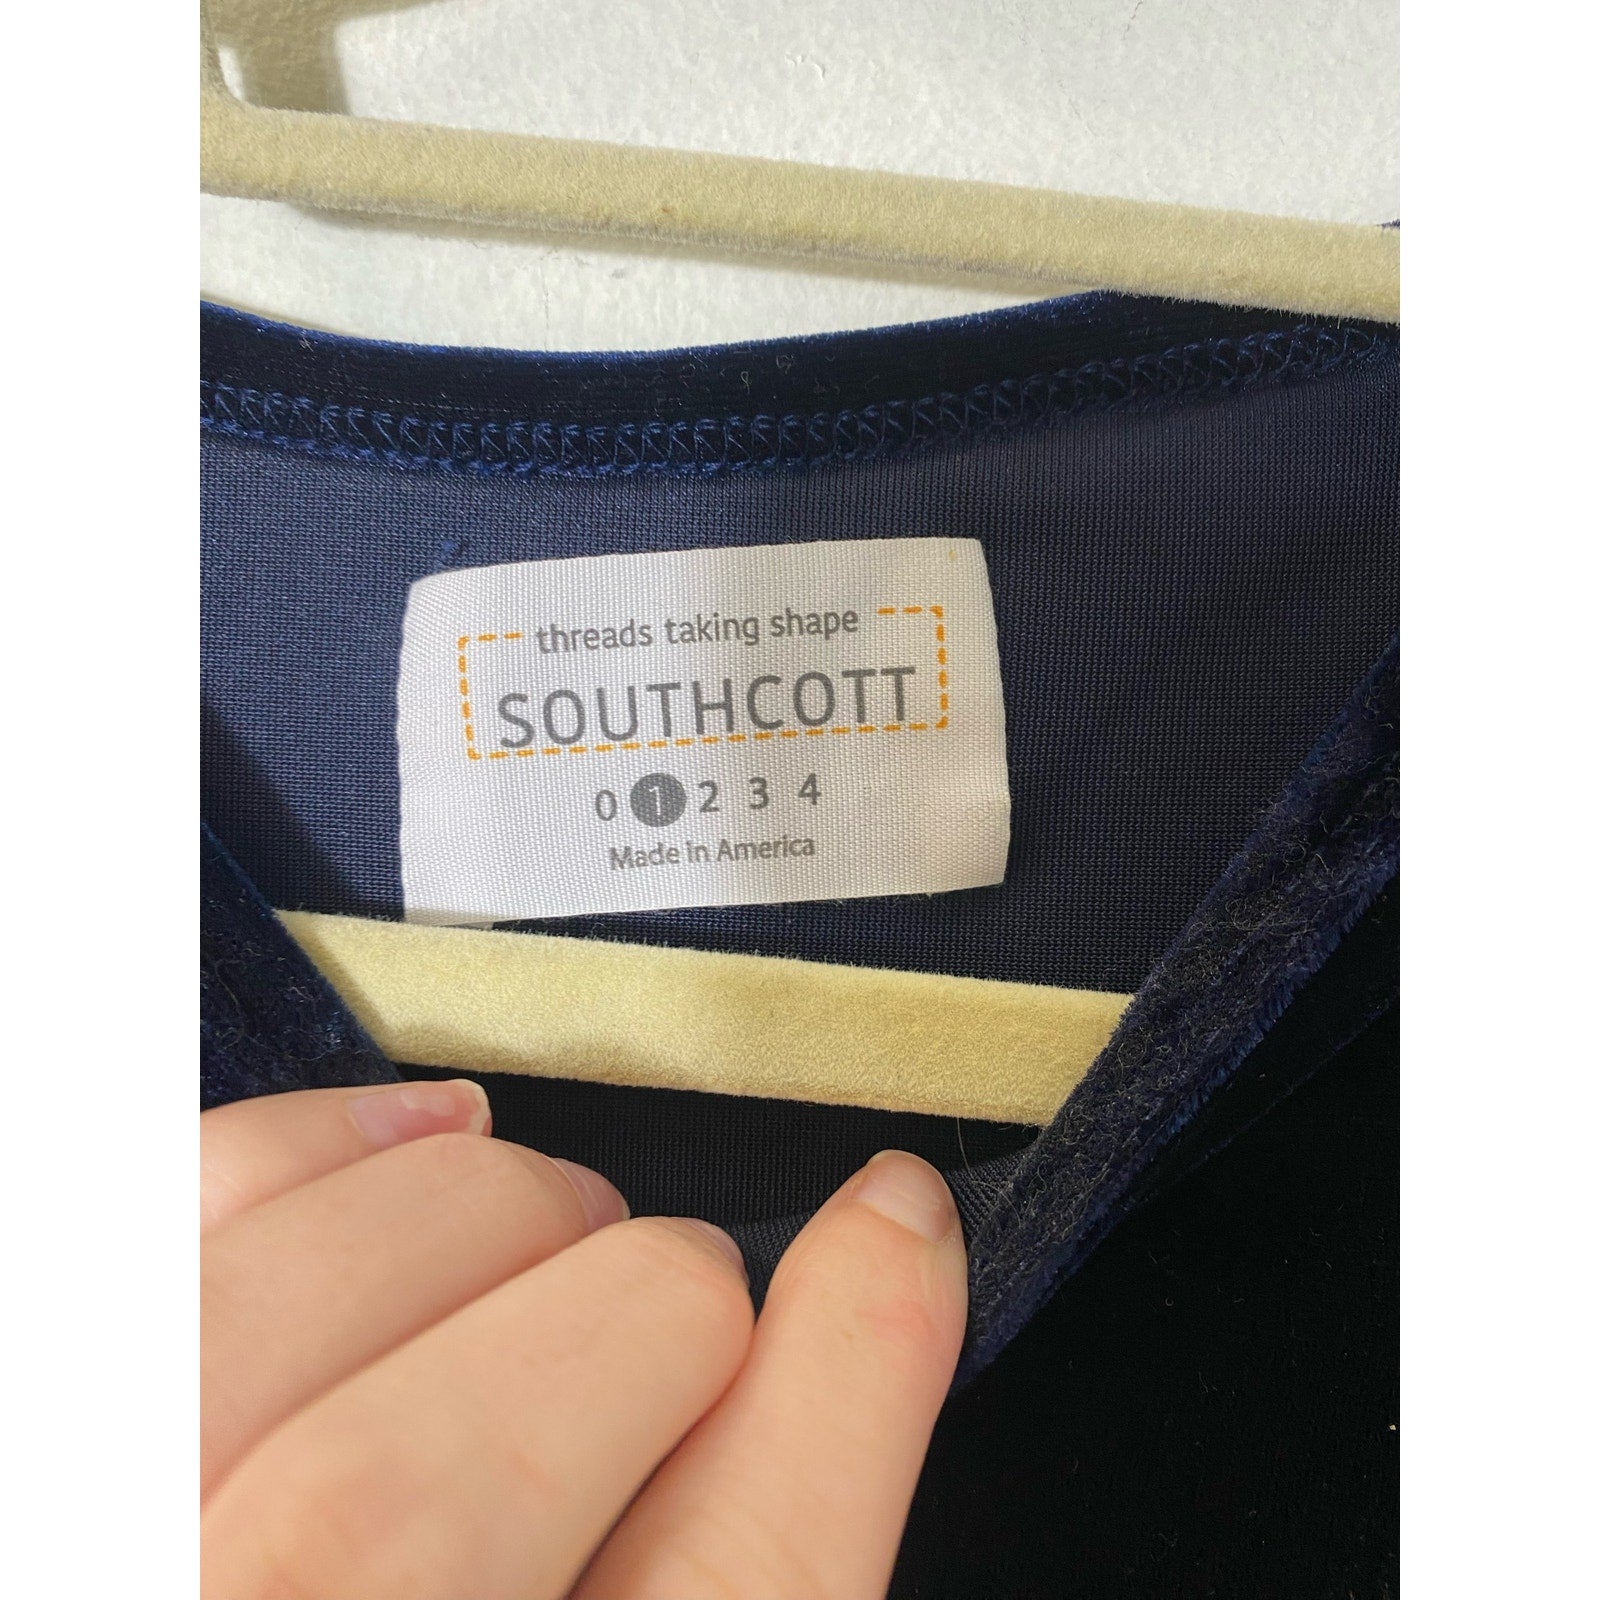 threads taking shape
SOUTHCOTT
0 1 2 3 4
Made in America